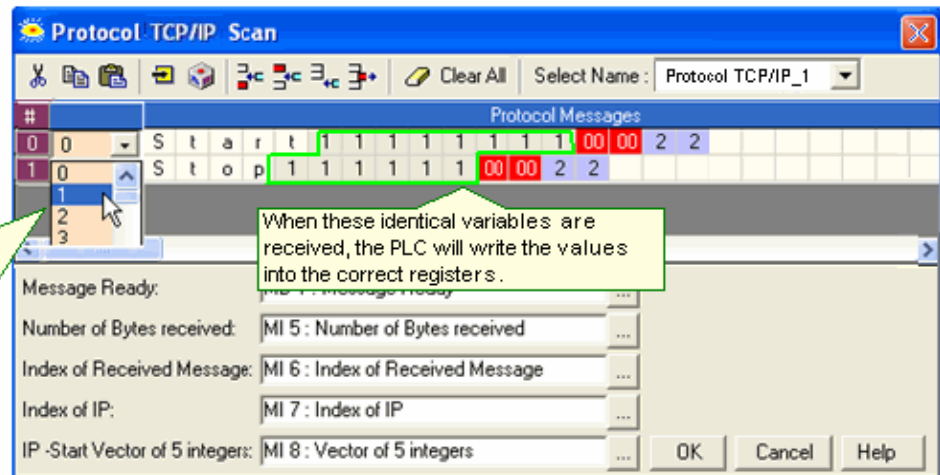 Protocol TCP/IP Scan
Clear All Select Name : Protocol TCP/IP_1
# Protocol Messages
0 0 S t a r t 1 1 1 1 1 1 1 1 00 00 2 2
1 0 S t o p 1 1 1 1 1 1 00 00 2 2
1
2
3
When these identical variables are
received, the PLC will write the values
into the correct registers.
Message Ready:
Number of Bytes received: MI 5 : Number of Bytes received ...
Index of Received Message: MI 6 : Index of Received Message ...
Index of IP: MI 7 : Index of IP ...
IP -Start Vector of 5 integers: MI 8 : Vector of 5 integers ... OK Cancel Help